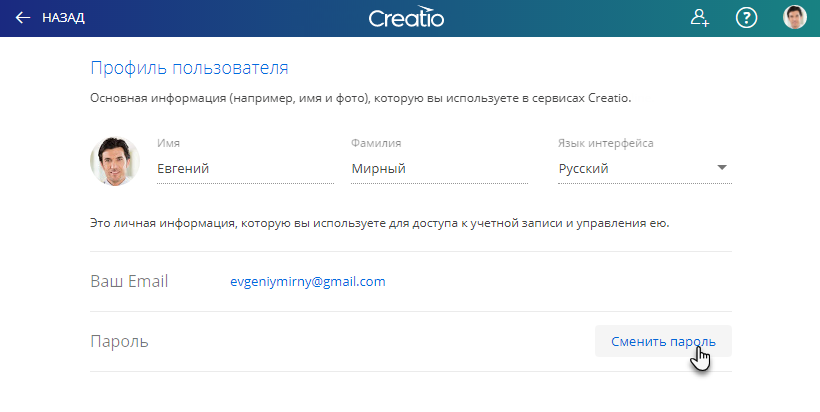 НАЗАД
Creatio
?
Профиль пользователя
Основная информация (например, имя и фото), которую вы используете в сервисах Creatio.
Имя
Фамилия
Язык интерфейса
Евгений
Мирный
Русский
Это личная информация, которую вы используете для доступа к учетной записи и управления ею.
Ваш Email
evgeniymirny@gmail.com
Пароль
Сменить пароль